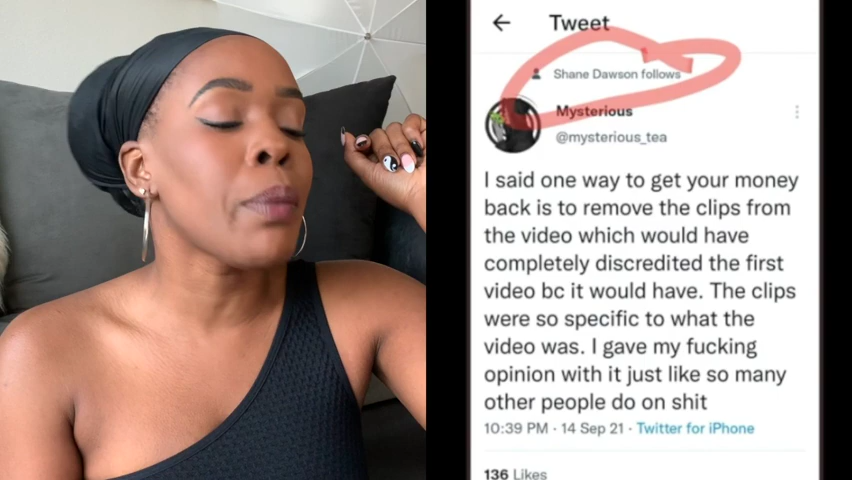 Tweet
Shane Dawson follows
Mysterious
@mysterious_tea
I said one way to get your money
back is to remove the clips from
the video which would have
completely discredited the first
video bc it would have. The clips
were so specific to what the
video was. I gave my fucking
opinion with it just like so many
other people do on shit
10:39 PM · 14 Sep 21 · Twitter for iPhone
136 Likes